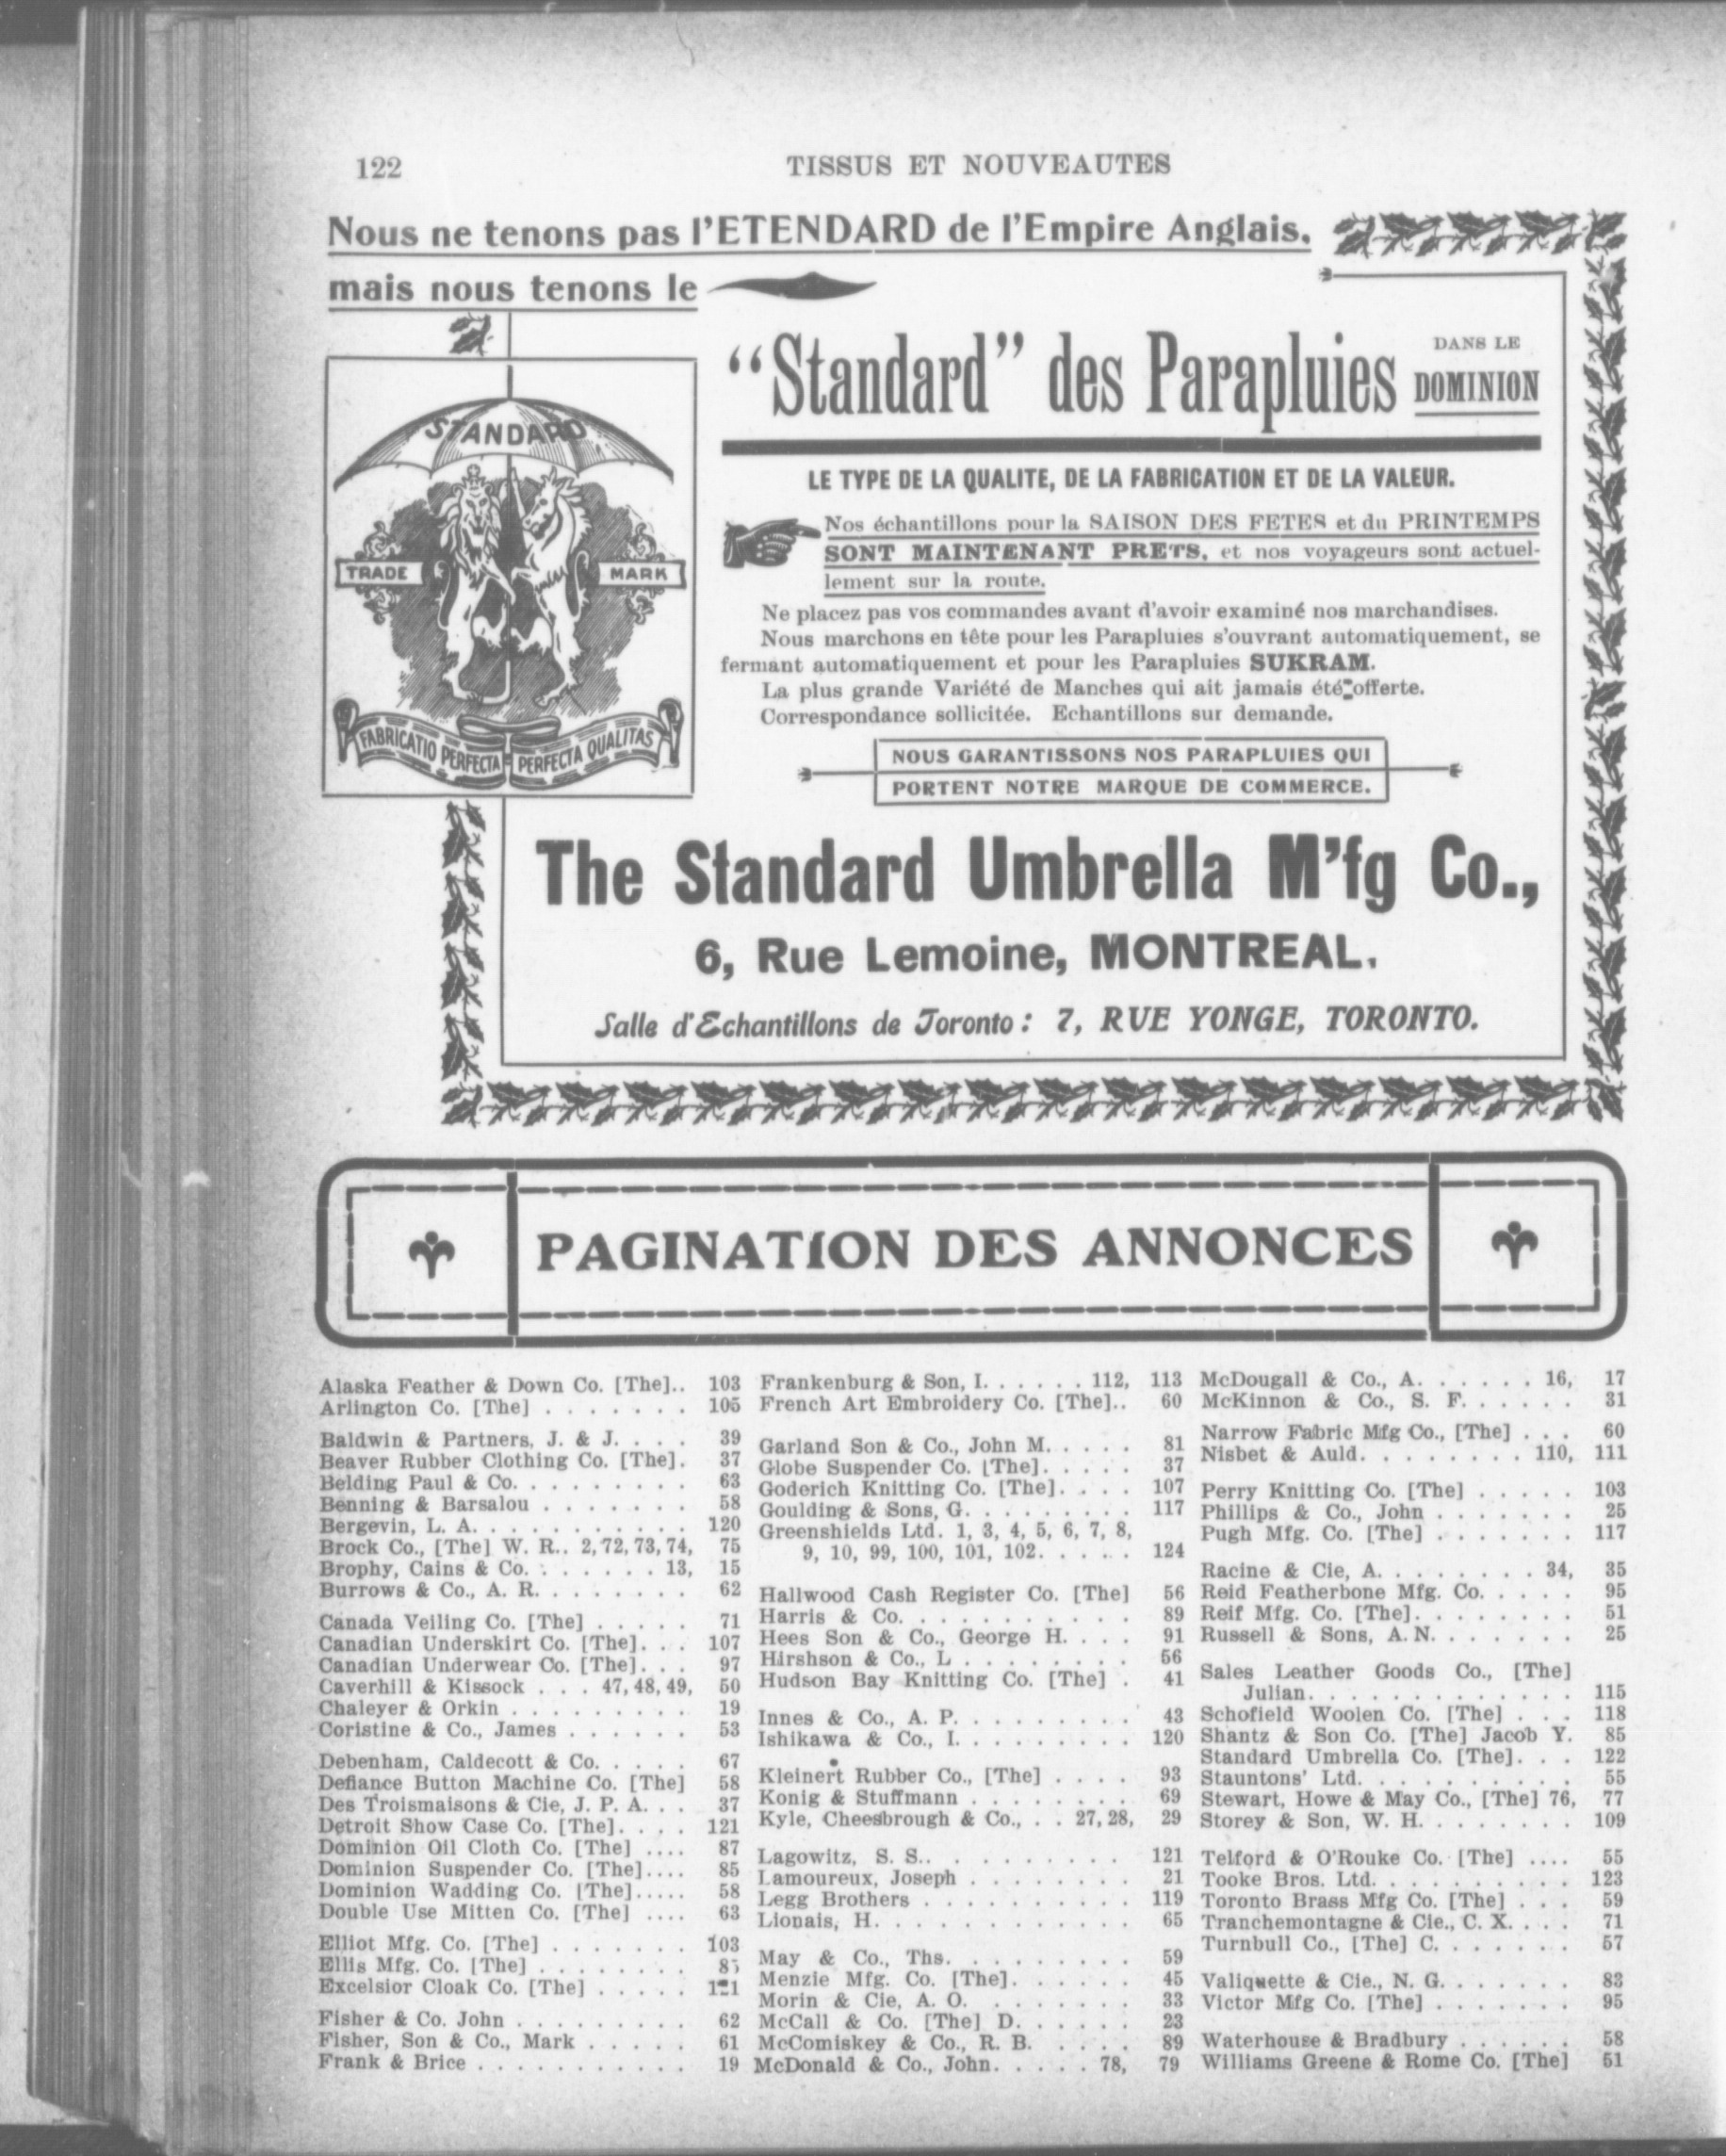 122
TISSUS ET NOUVEAUTES
Nous ne tenons pas l'ETENDARD de l'Empire Anglais,
mais nous tenons le
STANDARD
TRADE MARK
FABRICATIO PERFECTA PERFECTA QUALITAS
"Standard" des Parapluies
DANS LE
DOMINION
LE TYPE DE LA QUALITE, DE LA FABRICATION ET DE LA VALEUR.
Nos échantillons pour la SAISON DES FETES et du PRINTEMPS
SONT MAINTENANT PRETS, et nos voyageurs sont actuel-
lement sur la route.
Ne placez pas vos commandes avant d'avoir examiné nos marchandises.
Nous marchons en tête pour les Parapluies s'ouvrant automatiquement, se
fermant automatiquement et pour les Parapluies SUKRAM.
La plus grande Variété de Manches qui ait jamais été offerte.
Correspondance sollicitée. Echantillons sur demande.
NOUS GARANTISSONS NOS PARAPLUIES QUI
PORTENT NOTRE MARQUE DE COMMERCE.
The Standard Umbrella M'fg Co.,
6, Rue Lemoine, MONTREAL.
Salle d'Echantillons de Toronto : 7, RUE YONGE, TORONTO.
PAGINATION DES ANNONCES
Alaska Feather & Down Co. [The].. 103
Arlington Co. [The] . . . . . . . 105
Baldwin & Partners, J. & J. . . . 39
Beaver Rubber Clothing Co. [The]. 37
Belding Paul & Co. . . . . . . . . 63
Benning & Barsalou . . . . . . . 58
Bergevin, L. A. . . . . . . . . . . 120
Brock Co., [The] W. R.. 2, 72, 73, 74, 75
Brophy, Cains & Co. . . . . . . 13, 15
Burrows & Co., A. R. . . . . . . . 62
Canada Veiling Co. [The] . . . . . 71
Canadian Underskirt Co. [The]. . . 107
Canadian Underwear Co. [The]. . . 97
Caverhill & Kissock . . . 47, 48, 49, 50
Chaleyer & Orkin . . . . . . . . . 19
Coristine & Co., James . . . . . . 53
Debenham, Caldecott & Co. . . . . 67
Defiance Button Machine Co. [The] 58
Des Troismaisons & Cie, J. P. A. . . 37
Detroit Show Case Co. [The]. . . . 121
Dominion Oil Cloth Co. [The] .... 87
Dominion Suspender Co. [The].... 85
Dominion Wadding Co. [The]..... 58
Double Use Mitten Co. [The] .... 63
Elliot Mfg. Co. [The] . . . . . . . 103
Ellis Mfg. Co. [The] . . . . . . . .
Excelsior Cloak Co. [The] . . . . .
Fisher & Co. John . . . . . . . . . 62
Fisher, Son & Co., Mark . . . . . 61
Frank & Brice . . . . . . . . . . . 19
Frankenburg & Son, I. . . . . . 112, 113
French Art Embroidery Co. [The].. 60
Garland Son & Co., John M. . . . . 81
Globe Suspender Co. [The]. . . . . 37
Goderich Knitting Co. [The]. . . . 107
Goulding & Sons, G. . . . . . . . . 117
Greenshields Ltd. 1, 3, 4, 5, 6, 7, 8,
9, 10, 99, 100, 101, 102. . . . . 124
Hallwood Cash Register Co. [The] 56
Harris & Co. . . . . . . . . . . . 89
Hees Son & Co., George H. . . . 91
Hirshson & Co., L . . . . . . . . 56
Hudson Bay Knitting Co. [The] . 41
Innes & Co., A. P. . . . . . . . . 43
Ishikawa & Co., I. . . . . . . . . 120
Kleinert Rubber Co., [The] . . . . 93
Konig & Stuffmann . . . . . . . . 69
Kyle, Cheesbrough & Co., . . 27, 28, 29
Lagowitz, S. S.. . . . . . . . . . 121
Lamoureux, Joseph . . . . . . . . 21
Legg Brothers . . . . . . . . . . 119
Lionais, H. . . . . . . . . . . . . 65
May & Co., Ths. . . . . . . . . . 59
Menzie Mfg. Co. [The]. . . . . . 45
Morin & Cie, A. O. . . . . . . . 33
McCall & Co. [The] D. . . . . . 23
McComiskey & Co., R. B. . . . . 89
McDonald & Co., John. . . . . 78, 79
McDougall & Co., A. . . . . . . 16, 17
McKinnon & Co., S. F. . . . . . 31
Narrow Fabric Mfg Co., [The] . . . 60
Nisbet & Auld. . . . . . . . 110, 111
Perry Knitting Co. [The] . . . . . 103
Phillips & Co., John . . . . . . . 25
Pugh Mfg. Co. [The] . . . . . . . 117
Racine & Cie, A. . . . . . . . 34, 35
Reid Featherbone Mfg. Co. . . . . 95
Reif Mfg. Co. [The]. . . . . . . . 51
Russell & Sons, A. N. . . . . . . 25
Sales Leather Goods Co., [The]
Julian. . . . . . . . . . . . . 115
Schofield Woolen Co. [The] . . . 118
Shantz & Son Co. [The] Jacob Y. 85
Standard Umbrella Co. [The]. . . 122
Stauntons' Ltd. . . . . . . . . . . 55
Stewart, Howe & May Co., [The] 76, 77
Storey & Son, W. H. . . . . . . . 109
Telford & O'Rouke Co. [The] .... 55
Tooke Bros. Ltd. . . . . . . . . . 123
Toronto Brass Mfg Co. [The] . . . 59
Tranchemontagne & Cie., C. X. . . . 71
Turnbull Co., [The] C. . . . . . . 57
Valiquette & Cie., N. G. . . . . . . 83
Victor Mfg Co. [The] . . . . . . . 95
Waterhouse & Bradbury . . . . . . 58
Williams Greene & Rome Co. [The] 51